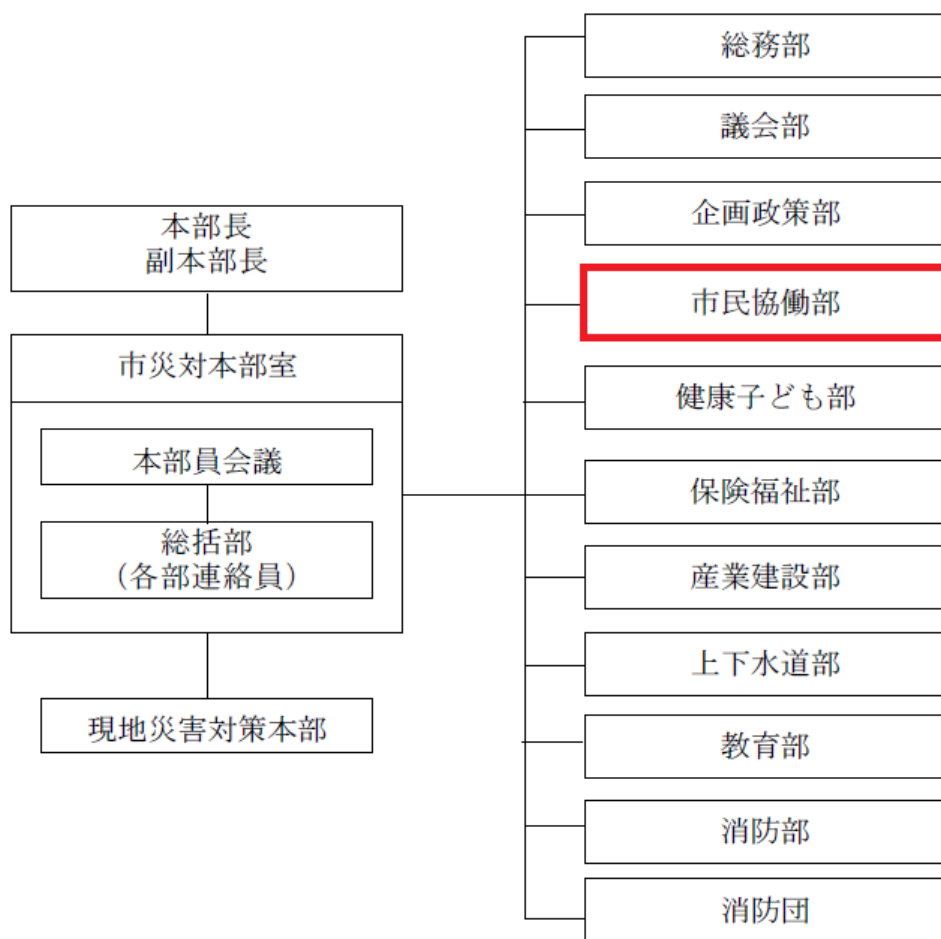 本部長
副本部長
市災対本部室
本部員会議
総括部
（各部連絡員）
現地災害対策本部
総務部
議会部
企画政策部
市民協働部
健康子ども部
保険福祉部
産業建設部
上下水道部
教育部
消防部
消防団